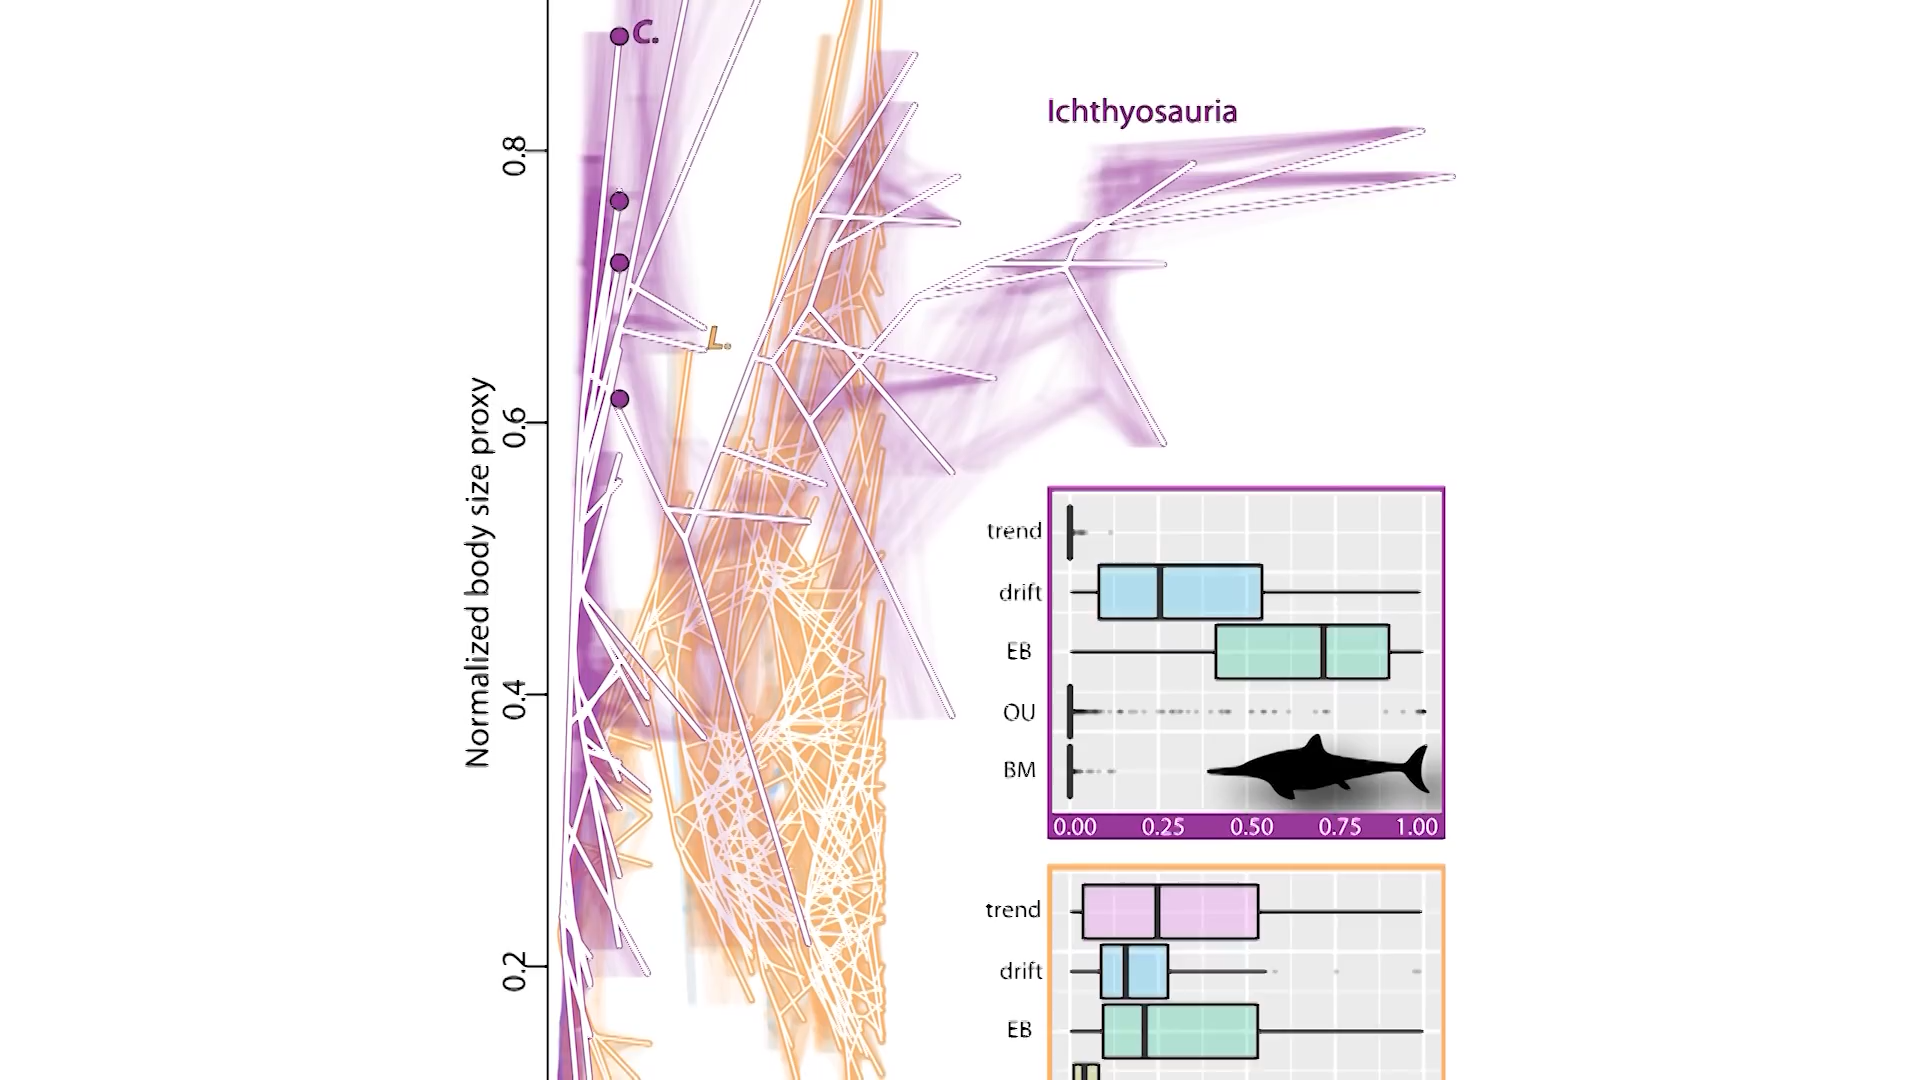 C.
Ichthyosauria
0.8
L.
0.6
Normalized body size proxy
0.4
0.2
trend
drift
EB
OU
BM
0.00 0.25 0.50 0.75 1.00
trend
drift
EB